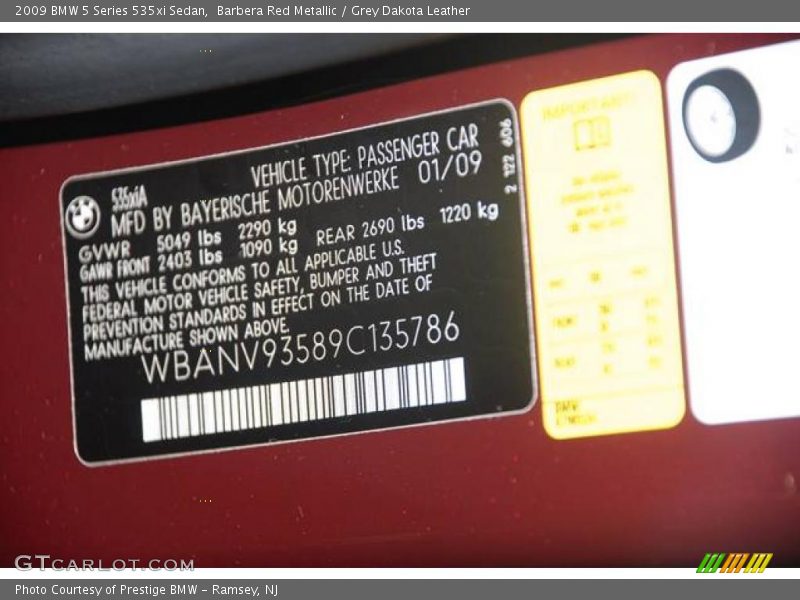 2009 BMW 5 Series 535xi Sedan,  Barbera Red Metallic / Grey Dakota Leather
535xiA
VEHICLE TYPE: PASSENGER CAR
MFD BY BAYERISCHE MOTORENWERKE 01/09
GVWR 5049 lbs 2290 kg
GAWR FRONT 2403 lbs 1090 kg REAR 2690 lbs 1220 kg
THIS VEHICLE CONFORMS TO ALL APPLICABLE U.S.
FEDERAL MOTOR VEHICLE SAFETY, BUMPER AND THEFT
PREVENTION STANDARDS IN EFFECT ON THE DATE OF
MANUFACTURE SHOWN ABOVE.
WBANV93589C135786
2 122 606
IMPORTANT!
GTCARLOT.COM
Photo Courtesy of Prestige BMW - Ramsey, NJ